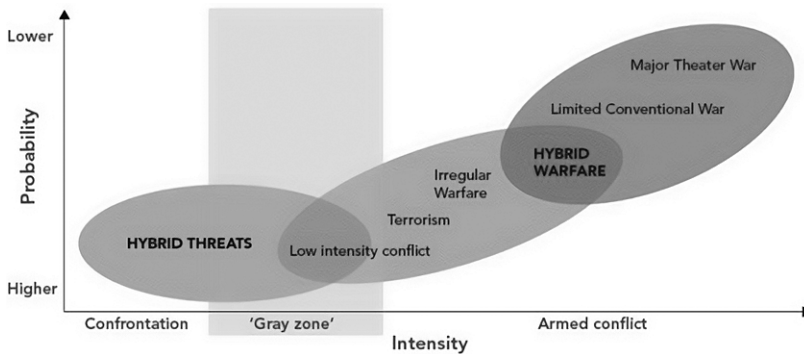 Lower
Probability
Higher
Major Theater War
Limited Conventional War
HYBRID
WARFARE
Irregular
Warfare
Terrorism
HYBRID THREATS
Low intensity conflict
Confrontation
'Gray zone'
Armed conflict
Intensity